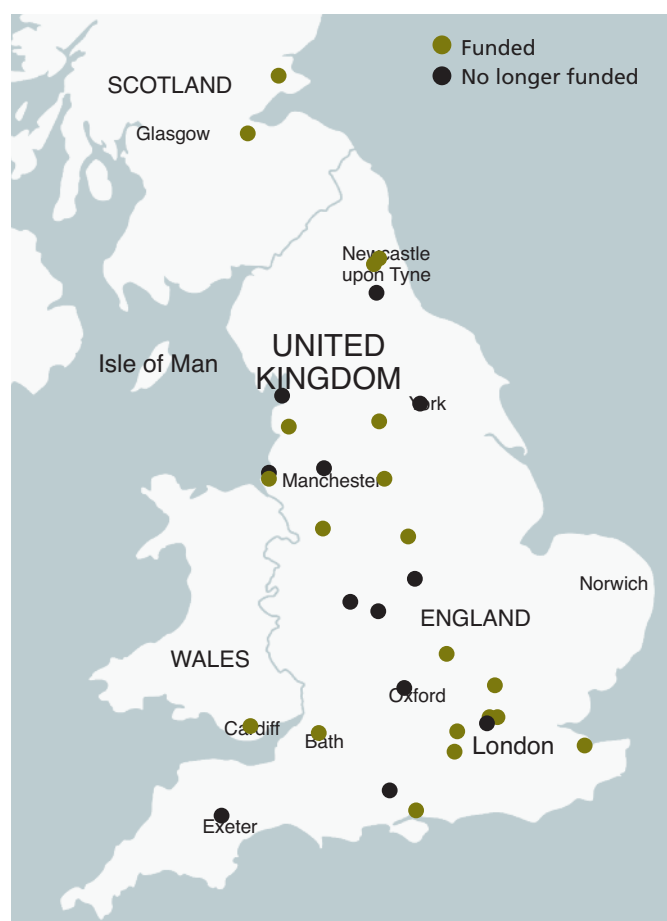 Funded
No longer funded
SCOTLAND
Glasgow
Newcastle
upon Tyne
UNITED
KINGDOM
Isle of Man
York
Manchester
Norwich
ENGLAND
WALES
Oxford
Cardiff
Bath
London
Exeter